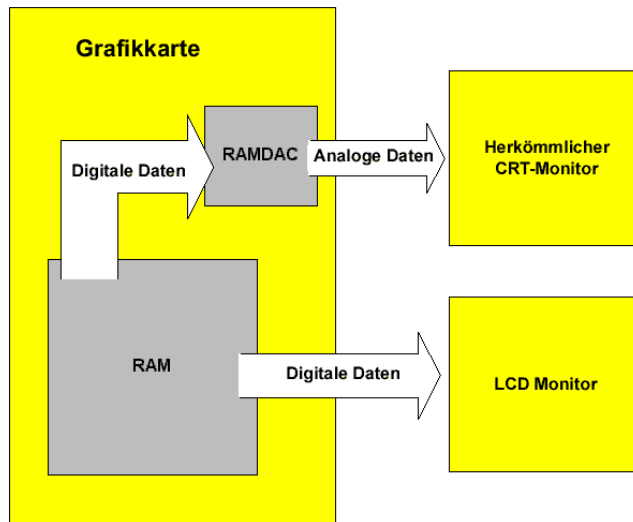 Grafikkarte
RAMDAC
Digitale Daten
Analoge Daten
Herkömmlicher
CRT-Monitor
RAM
Digitale Daten
LCD Monitor